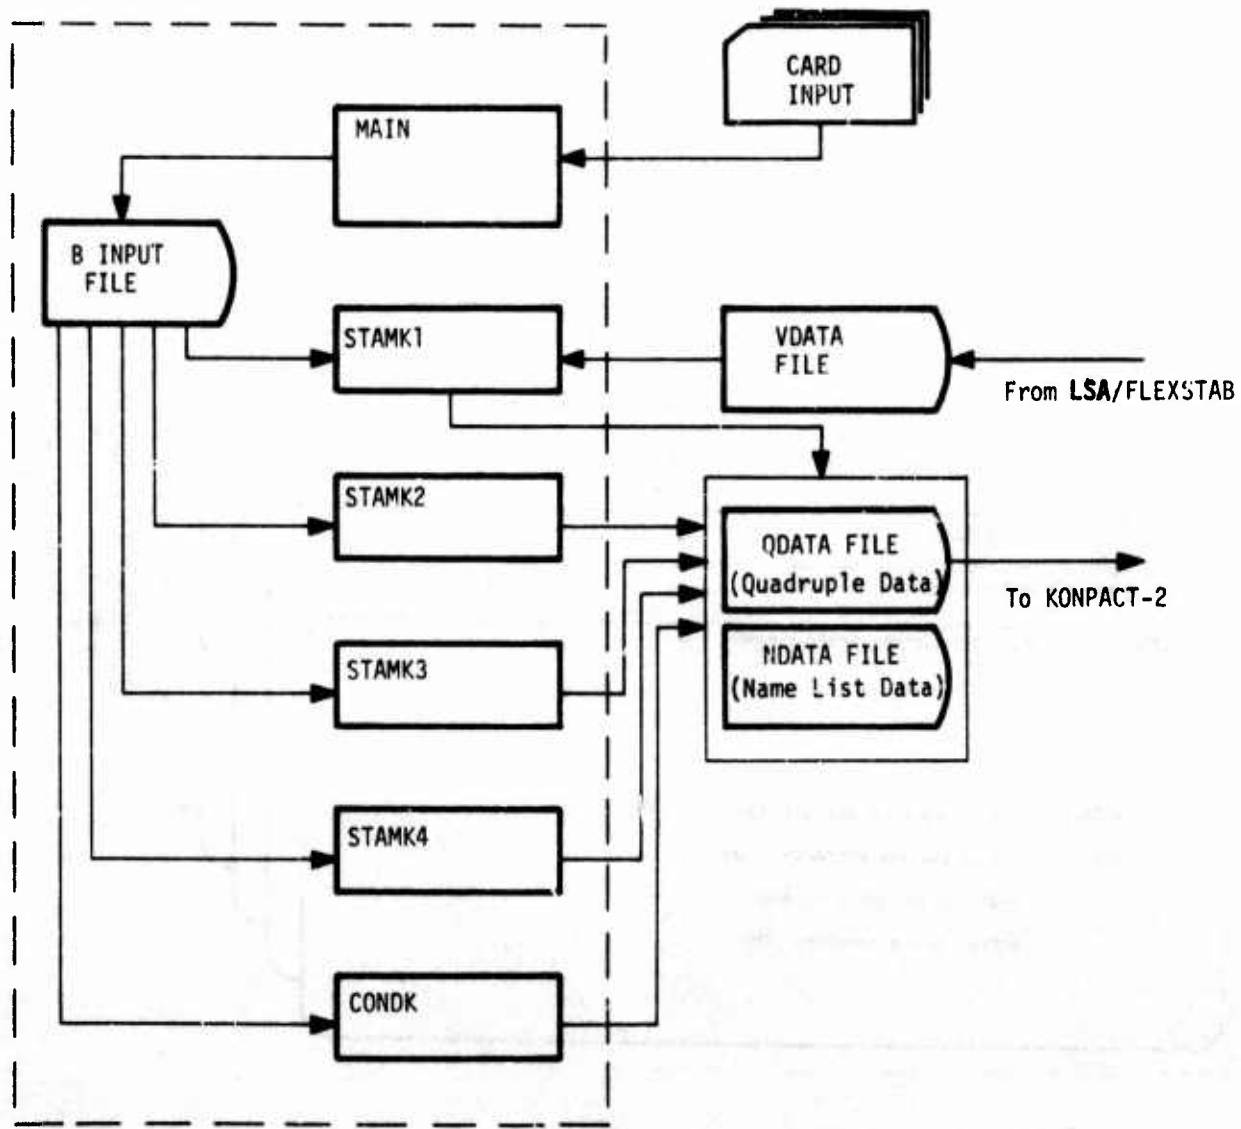 CARD
INPUT
MAIN
B INPUT
FILE
STAMK1
VDATA
FILE
From LSA/FLEXSTAB
STAMK2
QDATA FILE
(Quadruple Data)
To KONPACT-2
STAMK3
NDATA FILE
(Name List Data)
STAMK4
CONDK